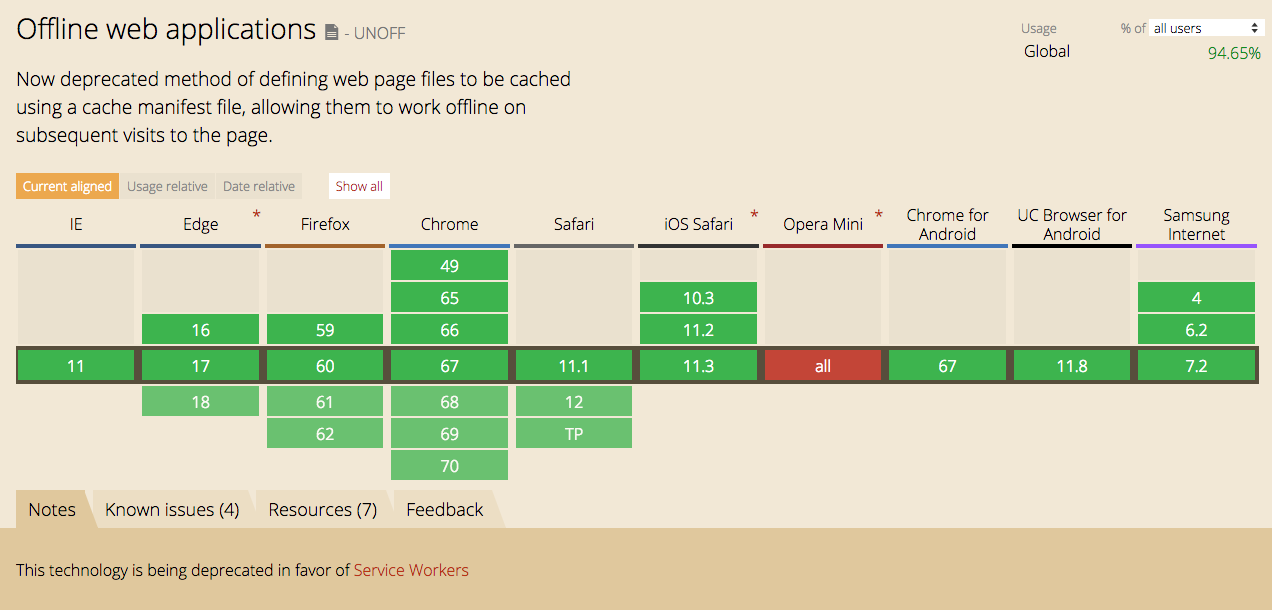 Offline web applications - UNOFF
Usage % of all users
Global 94.65%
Now deprecated method of defining web page files to be cached
using a cache manifest file, allowing them to work offline on
subsequent visits to the page.
Current aligned Usage relative Date relative Show all
IE Edge * Firefox Chrome Safari iOS Safari * Opera Mini * Chrome for Android UC Browser for Android Samsung Internet
49
65 10.3 4
16 59 66 11.2 6.2
11 17 60 67 11.1 11.3 all 67 11.8 7.2
18 61 68 12
62 69 TP
70
Notes Known issues (4) Resources (7) Feedback
This technology is being deprecated in favor of Service Workers